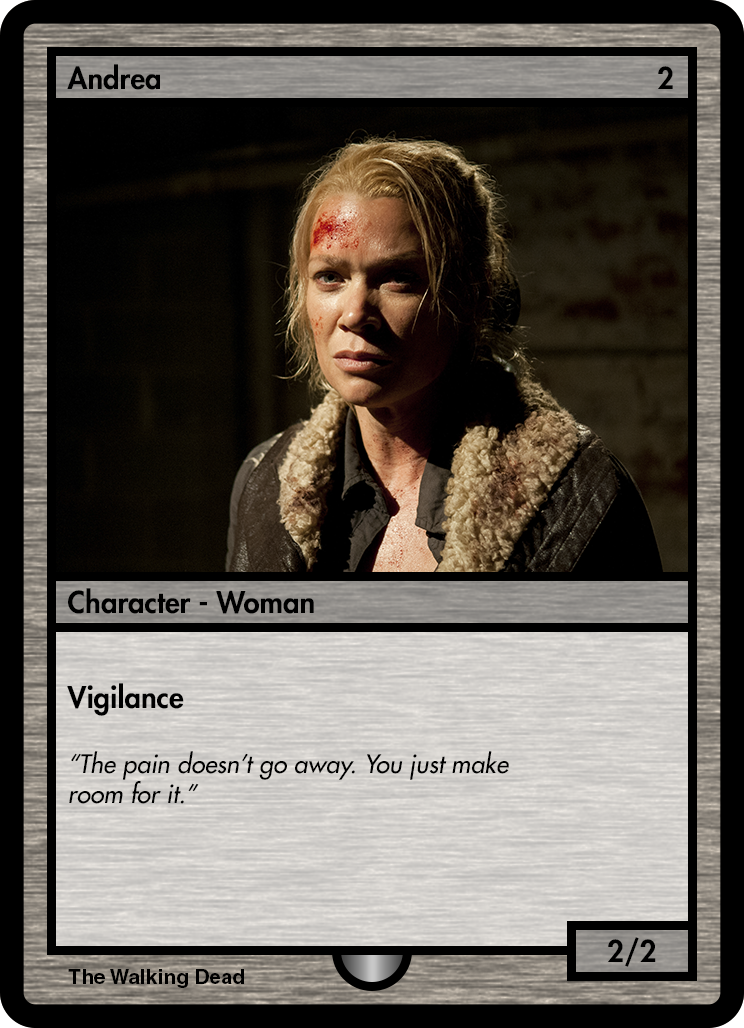 Andrea 2
Character - Woman
Vigilance
“The pain doesn’t go away. You just make
room for it.”
2/2
The Walking Dead